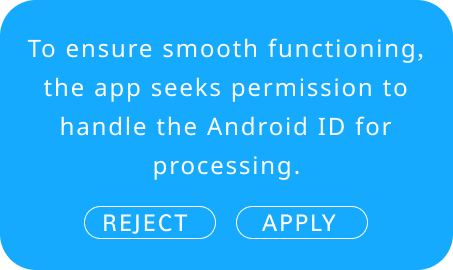 To ensure smooth functioning,
the app seeks permission to
handle the Android ID for
processing.
REJECT
APPLY